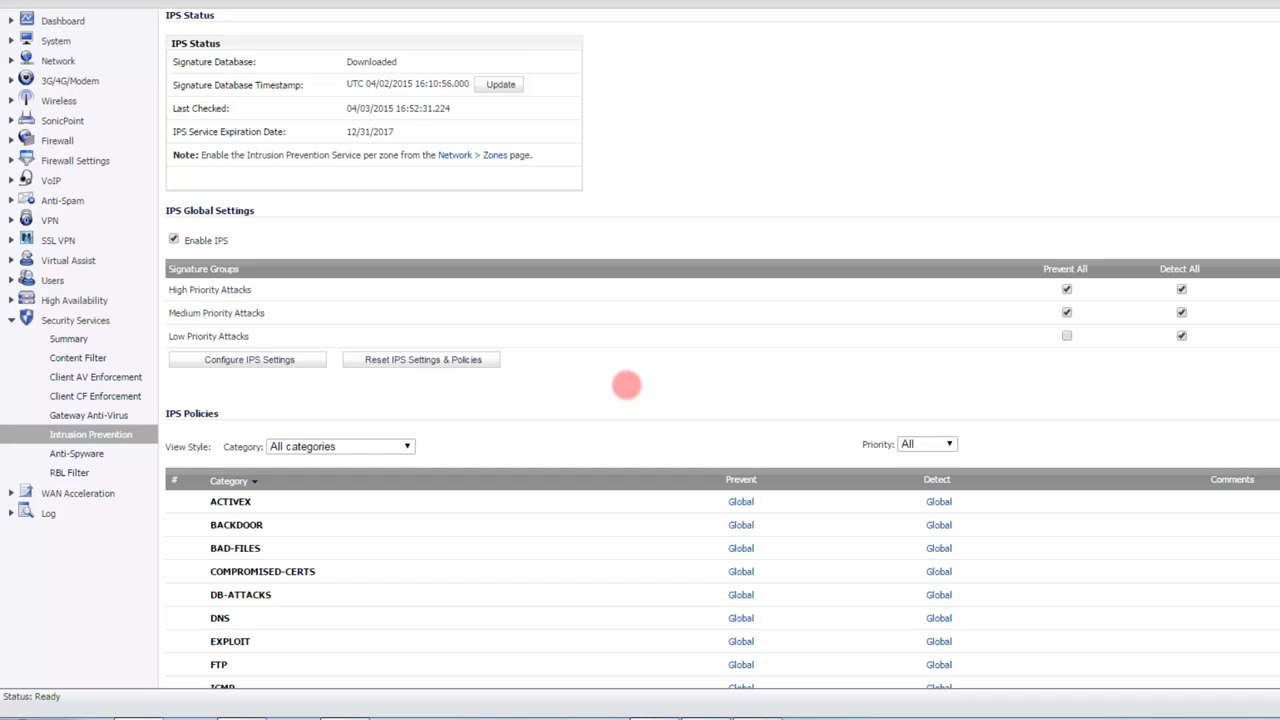 Dashboard
System
Network
3G/4G/Modem
Wireless
SonicPoint
Firewall
Firewall Settings
VoIP
Anti-Spam
VPN
SSL VPN
Virtual Assist
Users
High Availability
Security Services
Summary
Content Filter
Client AV Enforcement
Client CF Enforcement
Gateway Anti-Virus
Intrusion Prevention
Anti-Spyware
RBL Filter
WAN Acceleration
Log
IPS Status
IPS Status
Signature Database: Downloaded
Signature Database Timestamp: UTC 04/02/2015 16:10:56.000 Update
Last Checked: 04/03/2015 16:52:31.224
IPS Service Expiration Date: 12/31/2017
Note: Enable the Intrusion Prevention Service per zone from the Network > Zones page.
IPS Global Settings
Enable IPS
Signature Groups Prevent All Detect All
High Priority Attacks
Medium Priority Attacks
Low Priority Attacks
Configure IPS Settings Reset IPS Settings & Policies
IPS Policies
View Style: Category: All categories Priority: All
# Category Prevent Detect Comments
ACTIVEX Global Global
BACKDOOR Global Global
BAD-FILES Global Global
COMPROMISED-CERTS Global Global
DB-ATTACKS Global Global
DNS Global Global
EXPLOIT Global Global
FTP Global Global
ICMP Global Global
Status: Ready